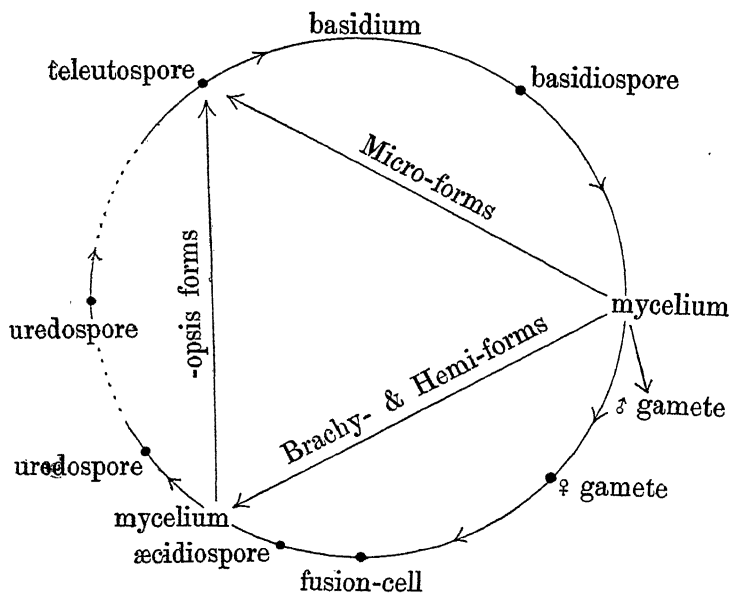 basidium
teleutospore
basidiospore
Micro-forms
-opsis forms
mycelium
uredospore
Brachy- & Hemi-forms
♂ gamete
uredospore
♀ gamete
mycelium
æcidiospore
fusion-cell